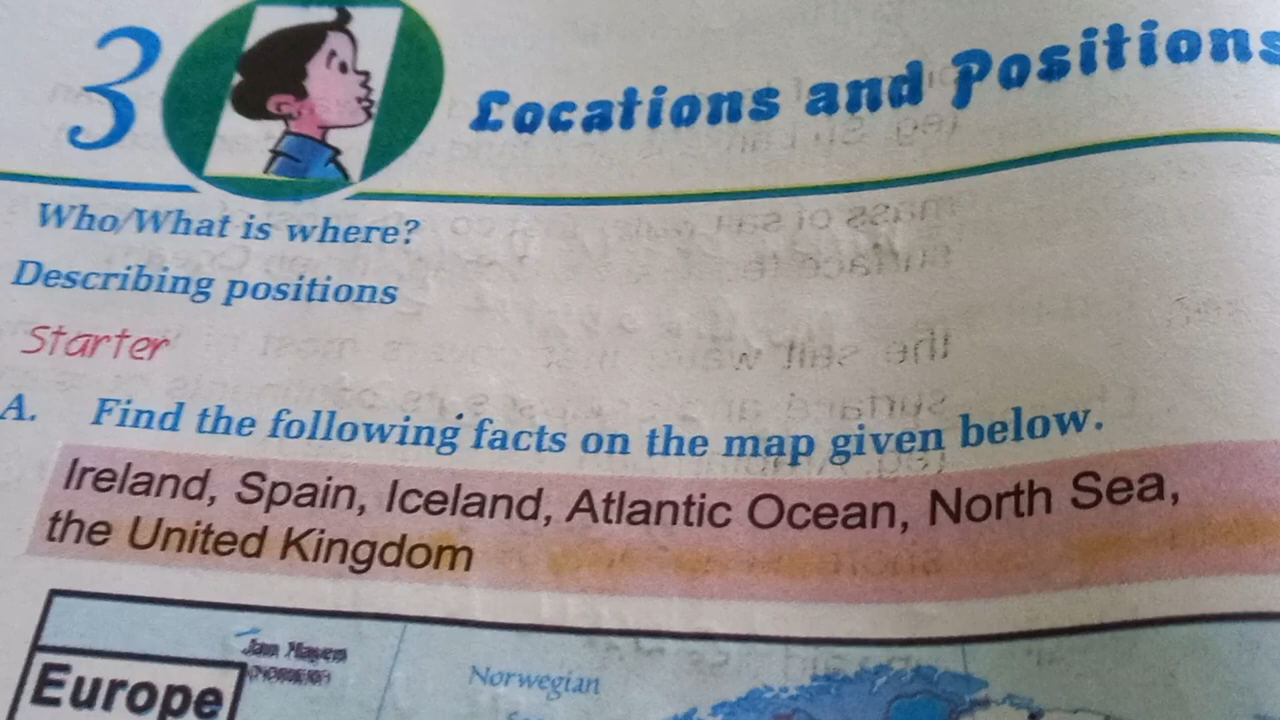 3
Locations and Positions
Who/What is where?
Describing positions
Starter
A. Find the following facts on the map given below.
Ireland, Spain, Iceland, Atlantic Ocean, North Sea,
the United Kingdom
Jan Mayen
Norwegian
Europe